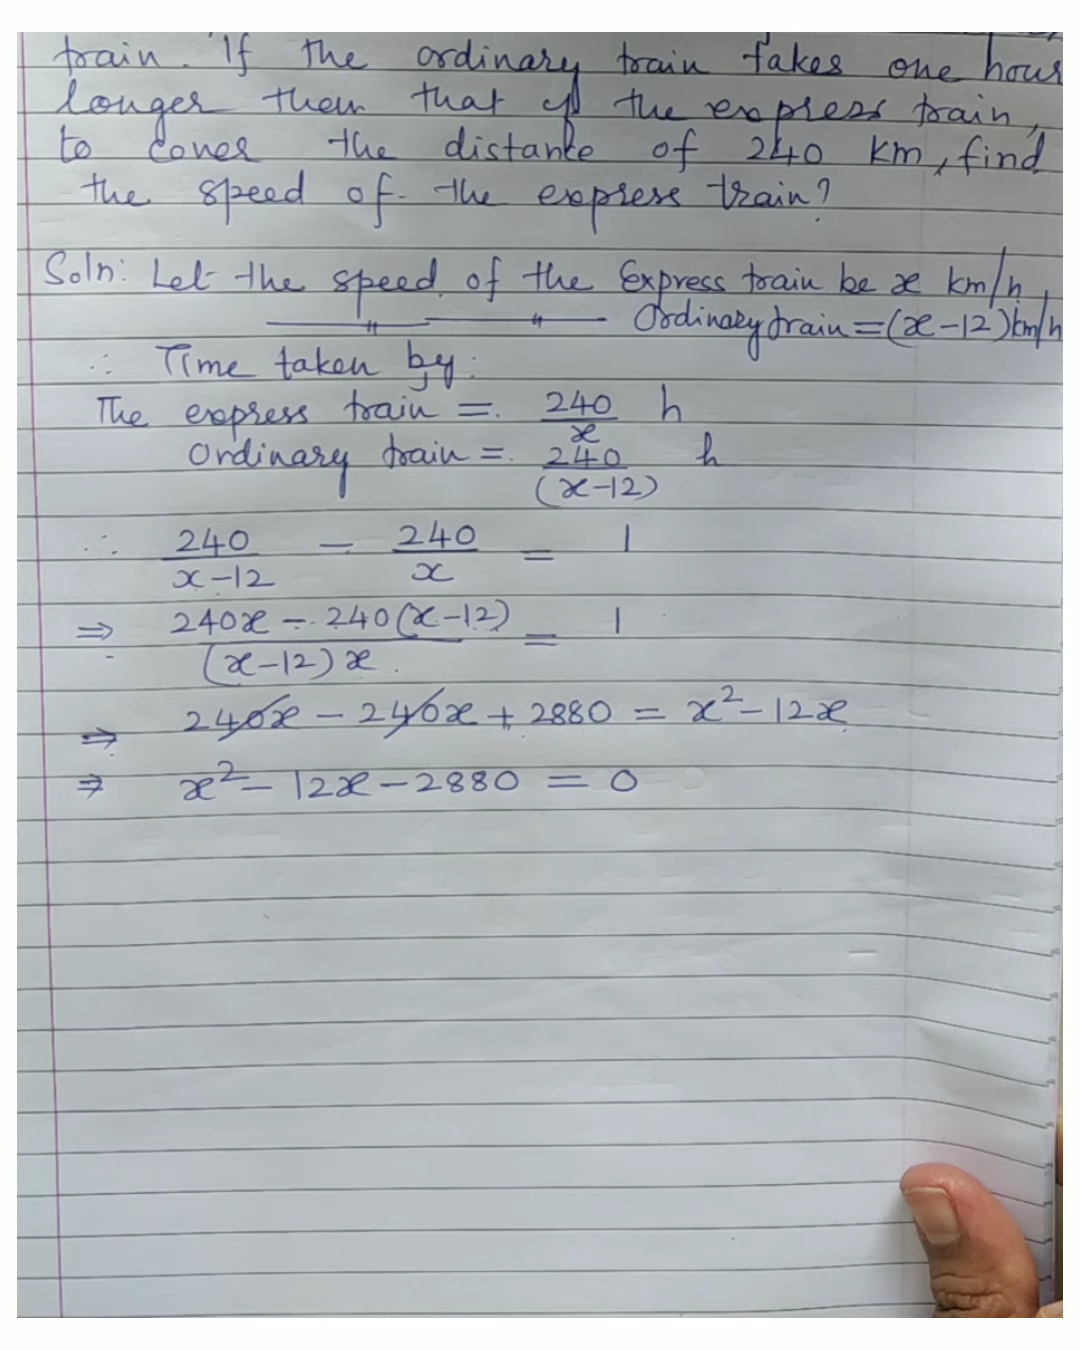 train. If the ordinary train takes one hour
longer then that of the express train,
to cover the distance of 240 km, find
the speed of the express train?
Soln: Let the speed of the Express train be x km/h,
〃 〃 Ordinary train = (x-12) km/h
∴ Time taken by:
The express train = 240/x h
Ordinary train = 240/(x-12) h
∴ 240/x-12 - 240/x = 1
⇒ 240x - 240(x-12)/(x-12)x = 1
⇒ 240x - 240x + 2880 = x² - 12x
⇒ x² - 12x - 2880 = 0